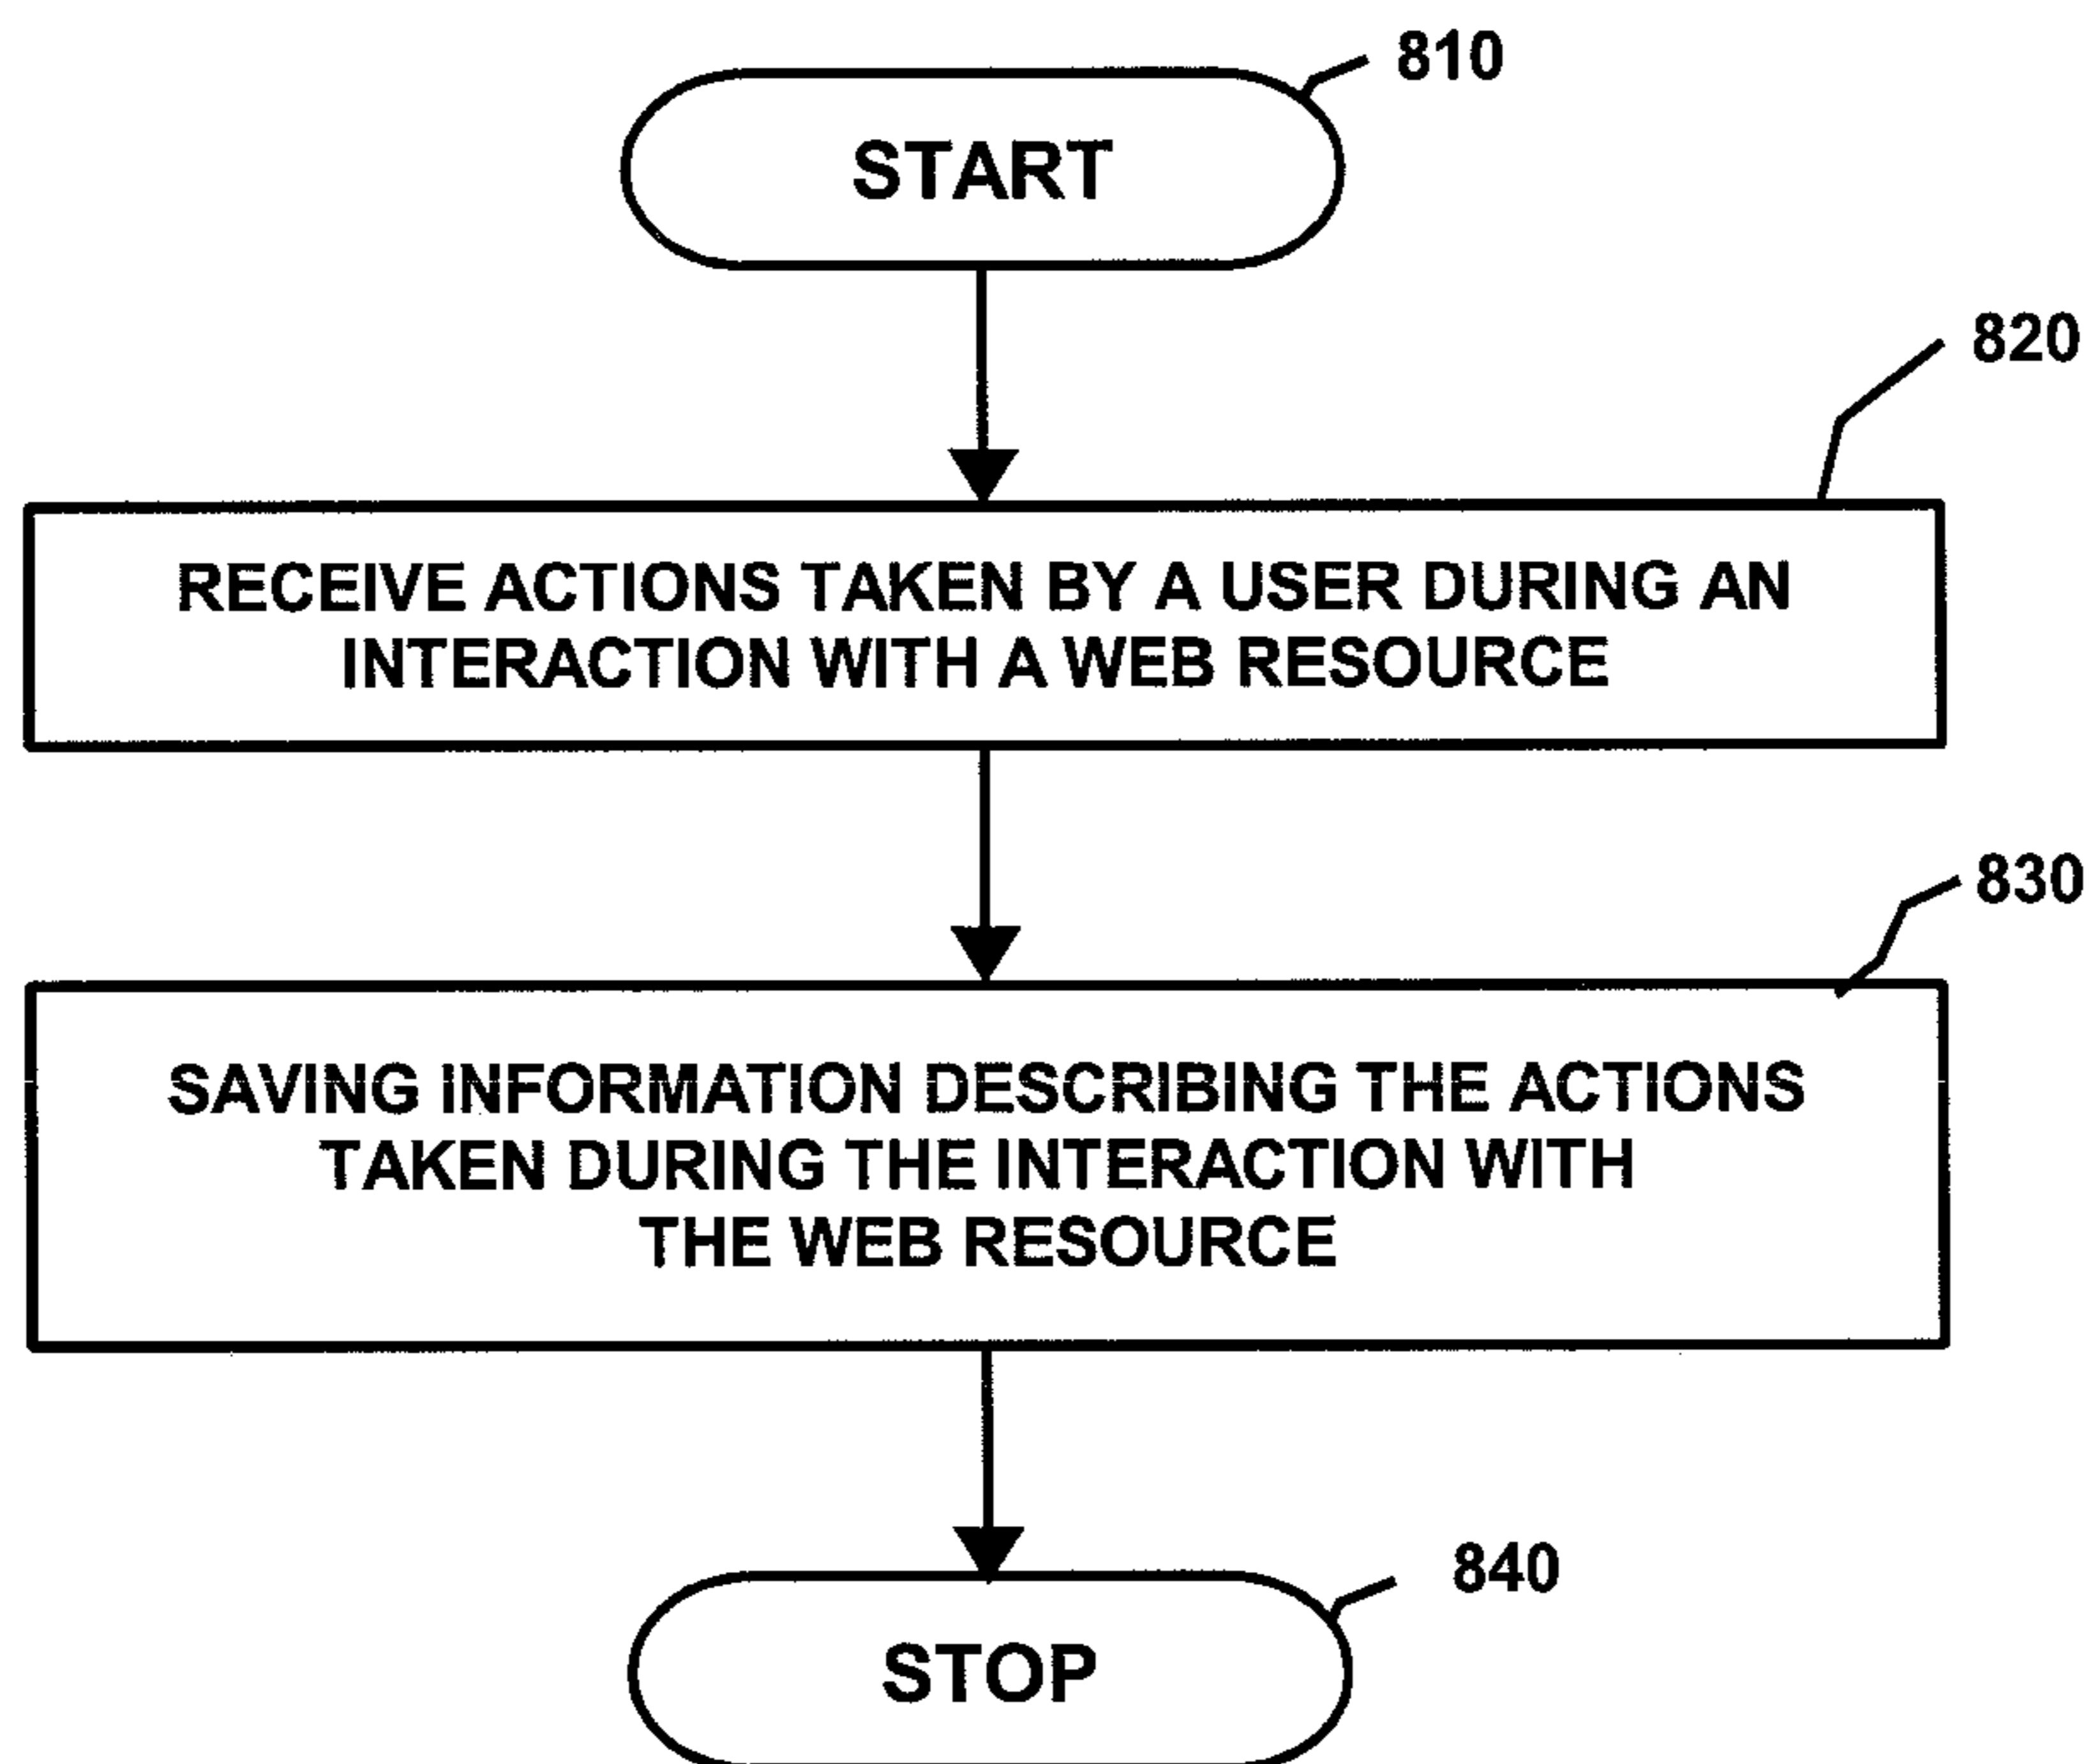 810
START
820
RECEIVE ACTIONS TAKEN BY A USER DURING AN
INTERACTION WITH A WEB RESOURCE
830
SAVING INFORMATION DESCRIBING THE ACTIONS
TAKEN DURING THE INTERACTION WITH
THE WEB RESOURCE
840
STOP